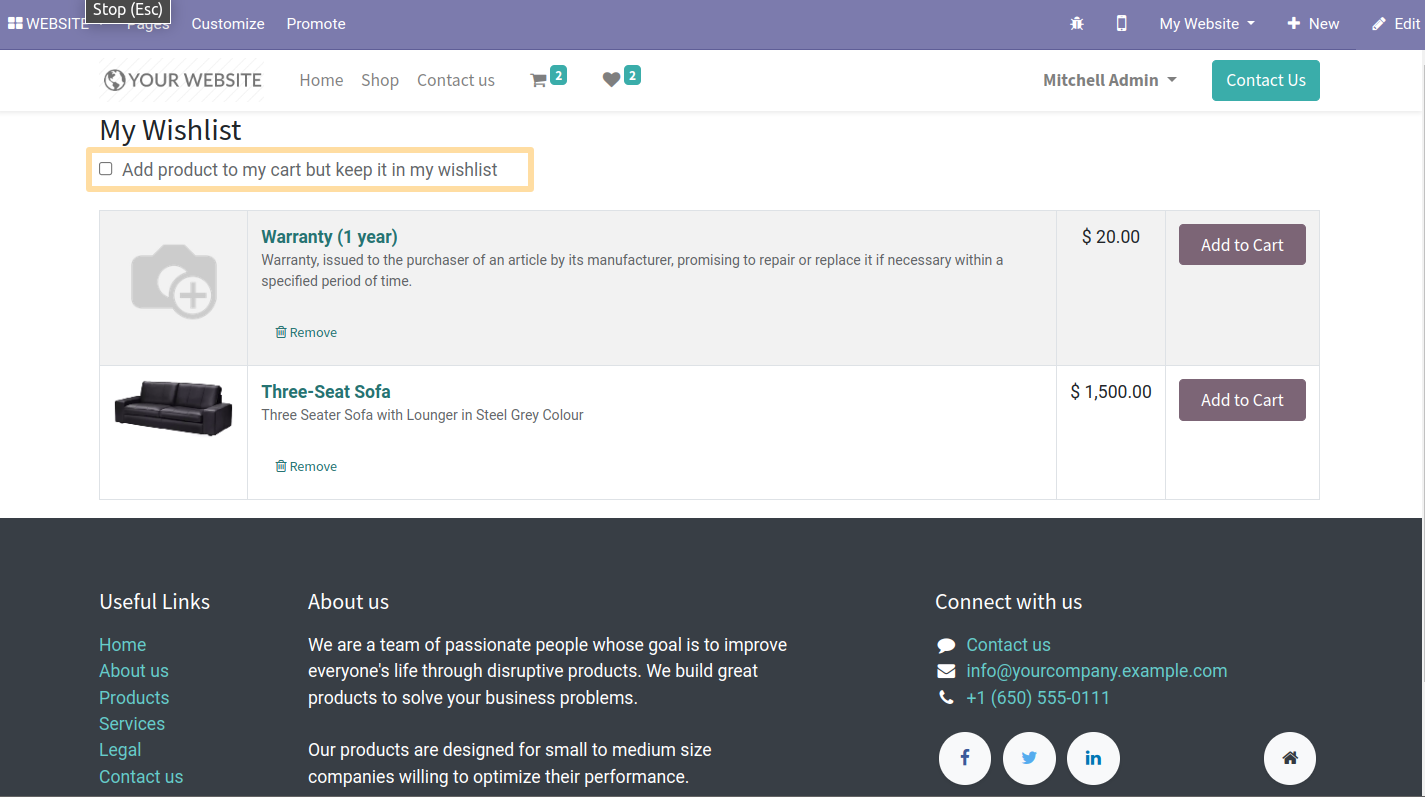 Stop (Esc)
WEBSITE Pages Customize Promote My Website New Edit
YOUR WEBSITE Home Shop Contact us 2 2 Mitchell Admin Contact Us
My Wishlist
Add product to my cart but keep it in my wishlist
Warranty (1 year) $ 20.00 Add to Cart
Warranty, issued to the purchaser of an article by its manufacturer, promising to repair or replace it if necessary within a
specified period of time.
Remove
Three-Seat Sofa $ 1,500.00 Add to Cart
Three Seater Sofa with Lounger in Steel Grey Colour
Remove
Useful Links
Home
About us
Products
Services
Legal
Contact us
About us
We are a team of passionate people whose goal is to improve
everyone's life through disruptive products. We build great
products to solve your business problems.
Our products are designed for small to medium size
companies willing to optimize their performance.
Connect with us
Contact us
info@yourcompany.example.com
+1 (650) 555-0111